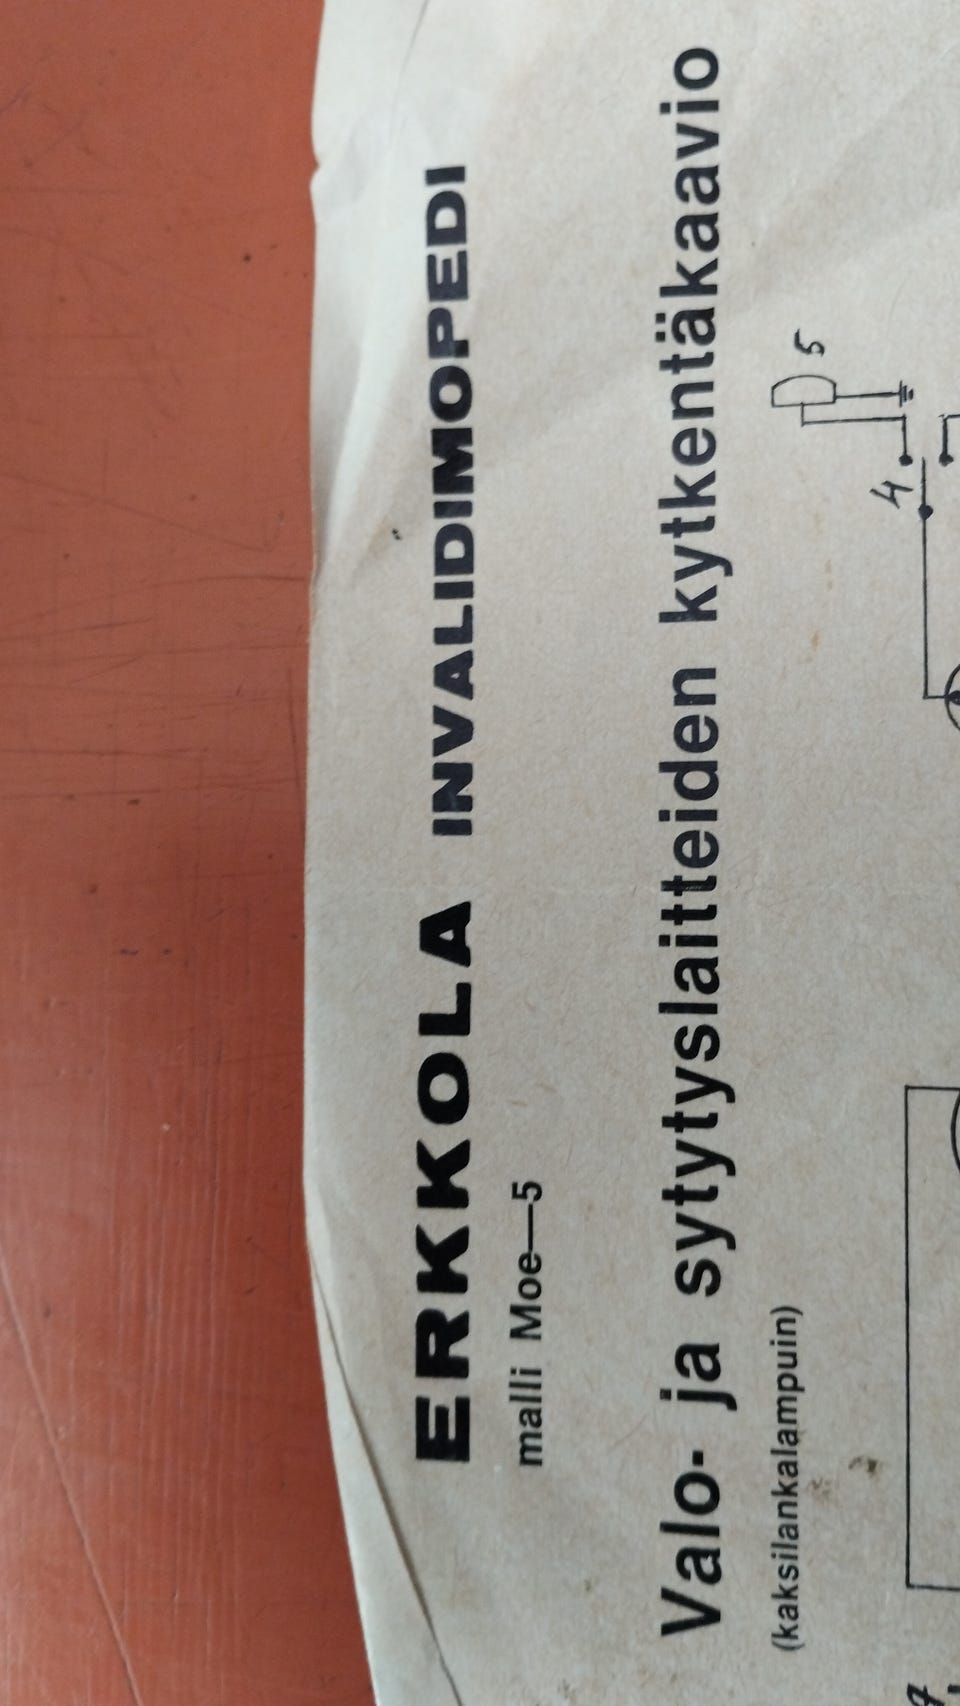 ERKKOLA INVALIDIMOPEDI
malli Moe—5
Valo- ja sytytyslaitteiden kytkentäkaavio
(kaksilankalampuin)
5
4